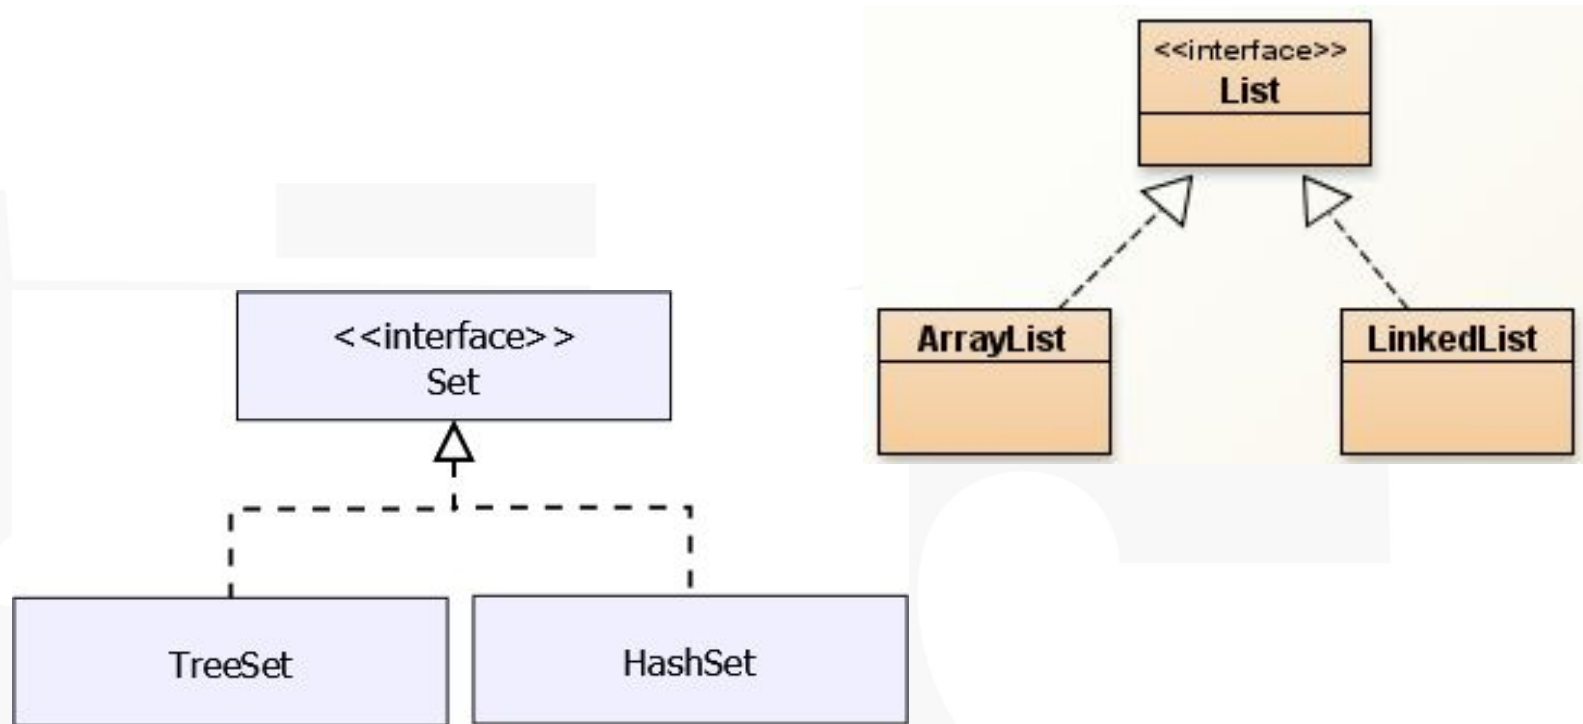 <<interface>>
List
ArrayList
LinkedList
<<interface>>
Set
TreeSet
HashSet